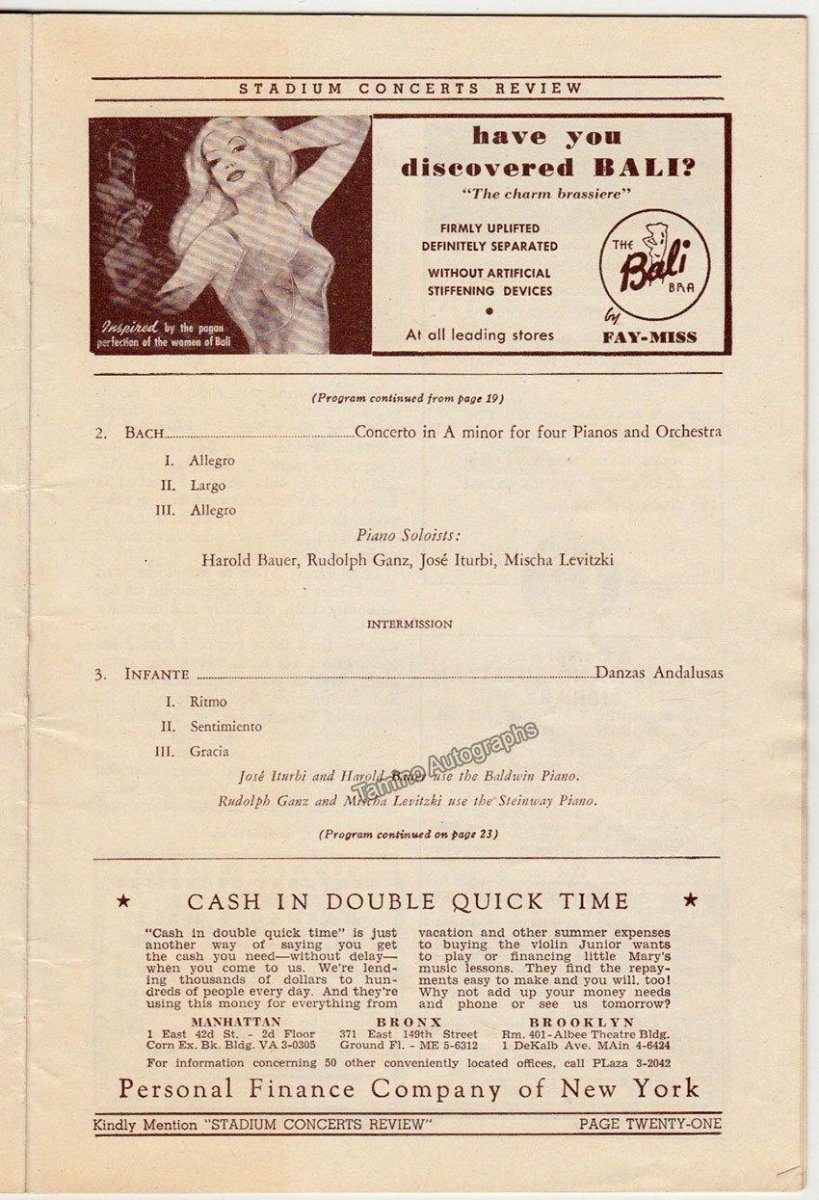 STADIUM CONCERTS REVIEW
Inspired by the pagan
perfection of the women of Bali
have you
discovered BALI?
"The charm brassiere"
FIRMLY UPLIFTED
DEFINITELY SEPARATED
WITHOUT ARTIFICIAL
STIFFENING DEVICES
•
At all leading stores
THE
Bali
BRA
by
FAY-MISS
(Program continued from page 19)
2. BACH....................Concerto in A minor for four Pianos and Orchestra
I. Allegro
II. Largo
III. Allegro
Piano Soloists:
Harold Bauer, Rudolph Ganz, José Iturbi, Mischa Levitzki
INTERMISSION
3. INFANTE ....................Danzas Andalusas
I. Ritmo
II. Sentimiento
III. Gracia
José Iturbi and Harold Bauer use the Baldwin Piano.
Rudolph Ganz and Mischa Levitzki use the Steinway Piano.
Tamino Autographs
(Program continued on page 23)
★ CASH IN DOUBLE QUICK TIME ★
"Cash in double quick time" is just
another way of saying you get
the cash you need—without delay—
when you come to us. We're lend-
ing thousands of dollars to hun-
dreds of people every day. And they're
using this money for everything from
vacation and other summer expenses
to buying the violin Junior wants
to play or financing little Mary's
music lessons. They find the repay-
ments easy to make and you will, too!
Why not add up your money needs
and phone or see us tomorrow?
MANHATTAN
1 East 42d St. - 2d Floor
Corn Ex. Bk. Bldg. VA 3-0305
BRONX
371 East 149th Street
Ground Fl. - ME 5-6312
BROOKLYN
Rm. 401-Albee Theatre Bldg.
1 DeKalb Ave. MAin 4-6424
For information concerning 50 other conveniently located offices, call PLaza 3-2042
Personal Finance Company of New York
Kindly Mention "STADIUM CONCERTS REVIEW" PAGE TWENTY-ONE